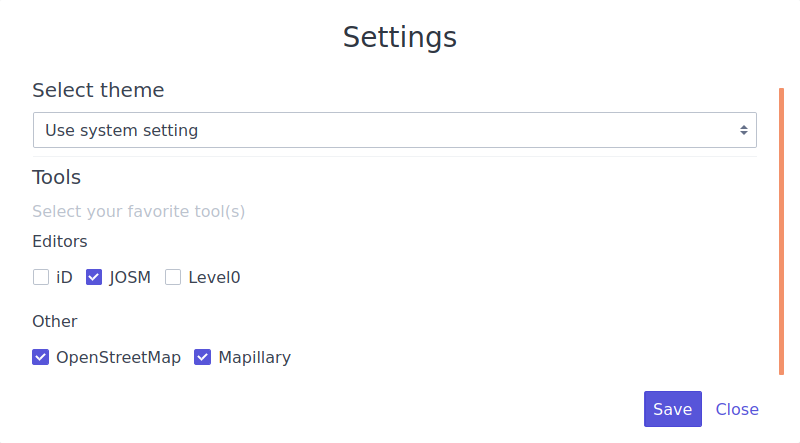 Settings
Select theme
Use system setting
Tools
Select your favorite tool(s)
Editors
iD JOSM Level0
Other
OpenStreetMap Mapillary
Save Close